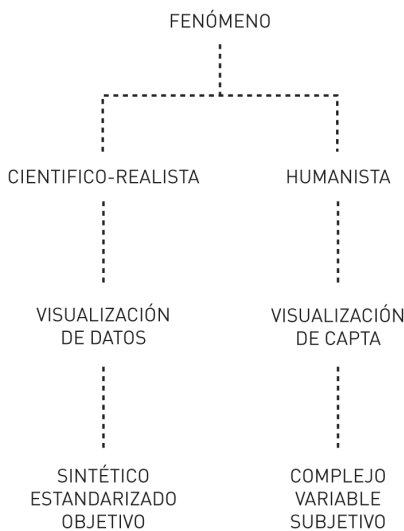 FENÓMENO
CIENTIFICO-REALISTA
HUMANISTA
VISUALIZACIÓN
DE DATOS
VISUALIZACIÓN
DE CAPTA
SINTÉTICO
ESTANDARIZADO
OBJETIVO
COMPLEJO
VARIABLE
SUBJETIVO